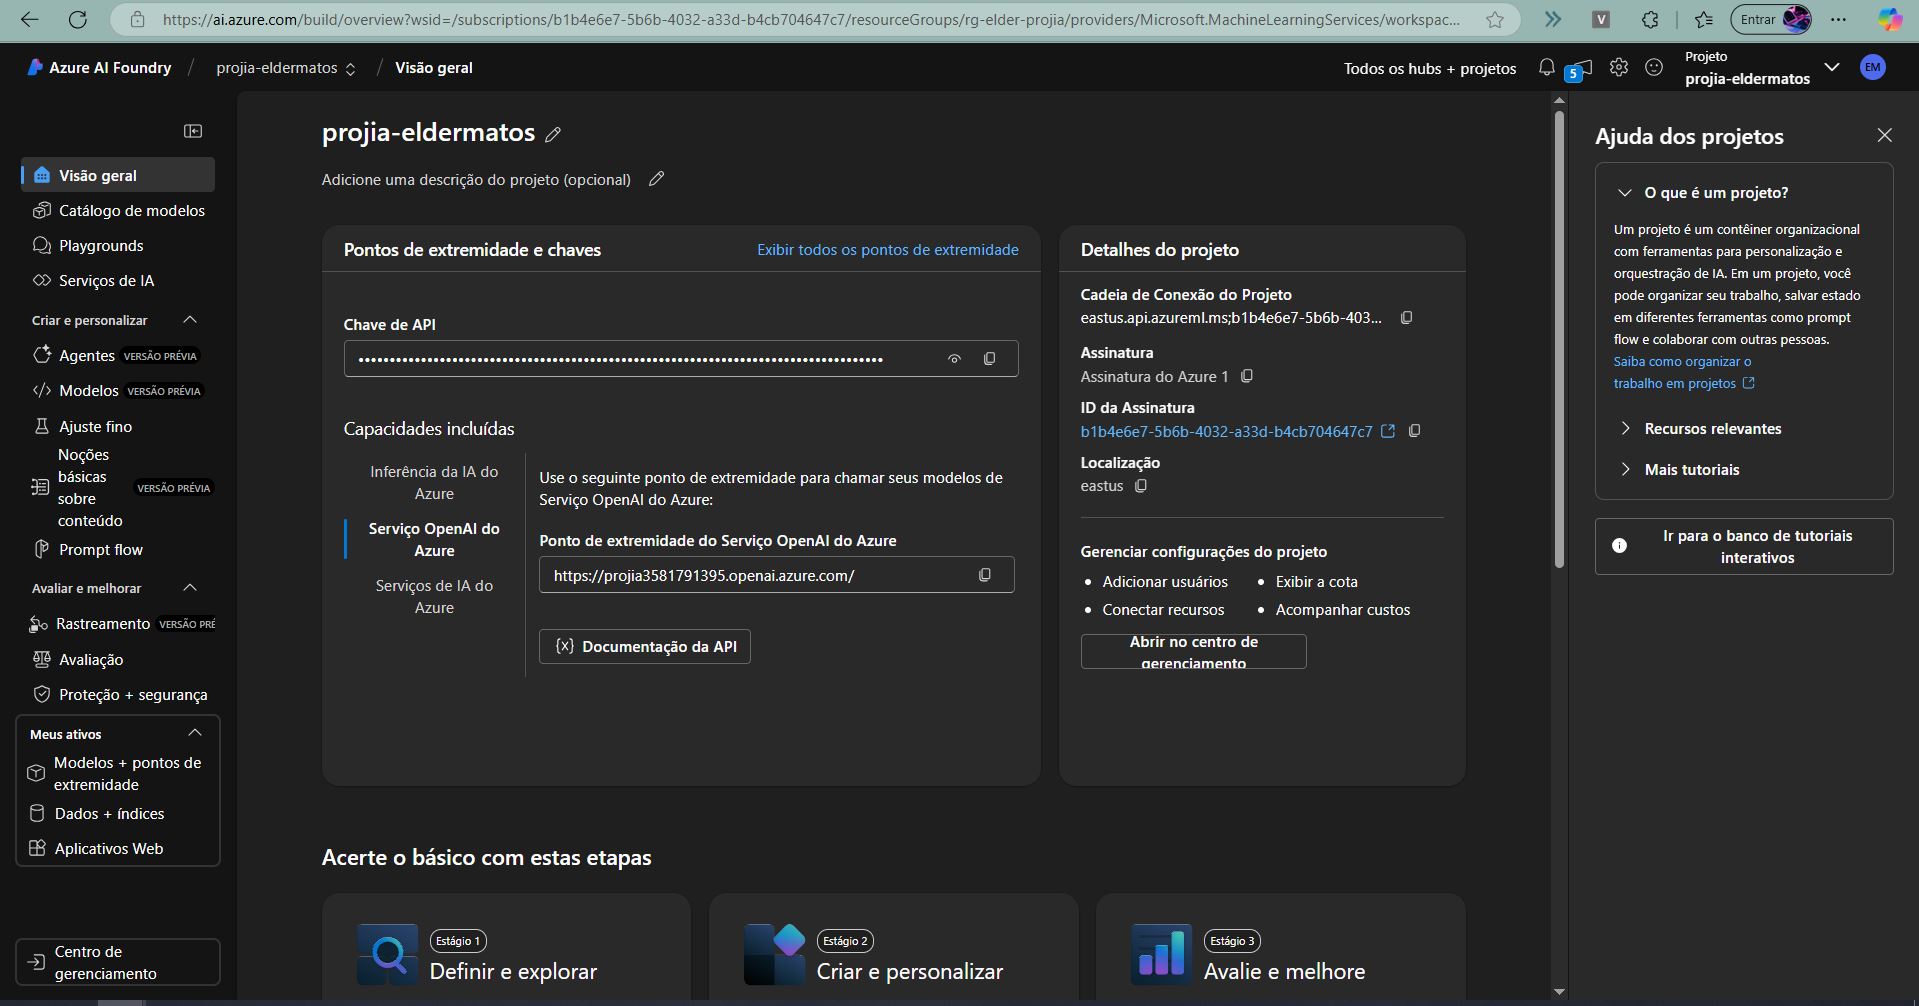 https://ai.azure.com/build/overview?wsid=/subscriptions/b1b4e6e7-5b6b-4032-a33d-b4cb704647c7/resourceGroups/rg-elder-projia/providers/Microsoft.MachineLearningServices/workspac...
V
Entrar
Azure AI Foundry / projia-eldermatos / Visão geral
Todos os hubs + projetos
5
Projeto
projia-eldermatos
EM
Visão geral
Catálogo de modelos
Playgrounds
Serviços de IA
Criar e personalizar
Agentes VERSÃO PRÉVIA
Modelos VERSÃO PRÉVIA
Ajuste fino
Noções
básicas
sobre
conteúdo
VERSÃO PRÉVIA
Prompt flow
Avaliar e melhorar
Rastreamento VERSÃO PRÉ
Avaliação
Proteção + segurança
Meus ativos
Modelos + pontos de
extremidade
Dados + índices
Aplicativos Web
Centro de
gerenciamento
projia-eldermatos
Adicione uma descrição do projeto (opcional)
Pontos de extremidade e chaves
Exibir todos os pontos de extremidade
Chave de API
Capacidades incluídas
Inferência da IA do
Azure
Serviço OpenAI do
Azure
Serviços de IA do
Azure
Use o seguinte ponto de extremidade para chamar seus modelos de
Serviço OpenAI do Azure:
Ponto de extremidade do Serviço OpenAI do Azure
https://projia3581791395.openai.azure.com/
{x} Documentação da API
Detalhes do projeto
Cadeia de Conexão do Projeto
eastus.api.azureml.ms;b1b4e6e7-5b6b-403...
Assinatura
Assinatura do Azure 1
ID da Assinatura
b1b4e6e7-5b6b-4032-a33d-b4cb704647c7
Localização
eastus
Gerenciar configurações do projeto
• Adicionar usuários
• Exibir a cota
• Conectar recursos
• Acompanhar custos
Abrir no centro de
gerenciamento
Acerte o básico com estas etapas
Estágio 1
Definir e explorar
Estágio 2
Criar e personalizar
Estágio 3
Avalie e melhore
Ajuda dos projetos
O que é um projeto?
Um projeto é um contêiner organizacional
com ferramentas para personalização e
orquestração de IA. Em um projeto, você
pode organizar seu trabalho, salvar estado
em diferentes ferramentas como prompt
flow e colaborar com outras pessoas.
Saiba como organizar o
trabalho em projetos
Recursos relevantes
Mais tutoriais
Ir para o banco de tutoriais
interativos